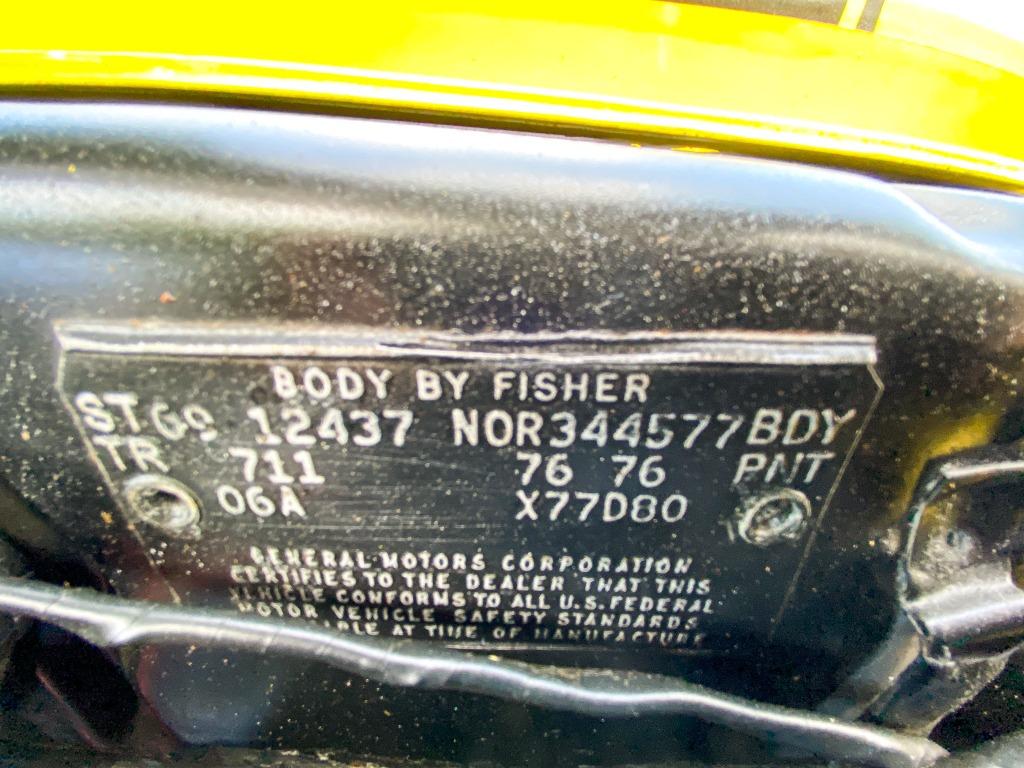 BODY BY FISHER
ST 69 12437 NOR344577 BDY
TR 711 76 76 PNT
06A X77D80
GENERAL MOTORS CORPORATION
CERTIFIES TO THE DEALER THAT THIS
VEHICLE CONFORMS TO ALL U.S. FEDERAL
MOTOR VEHICLE SAFETY STANDARDS
AT TIME OF MANUFACTURE